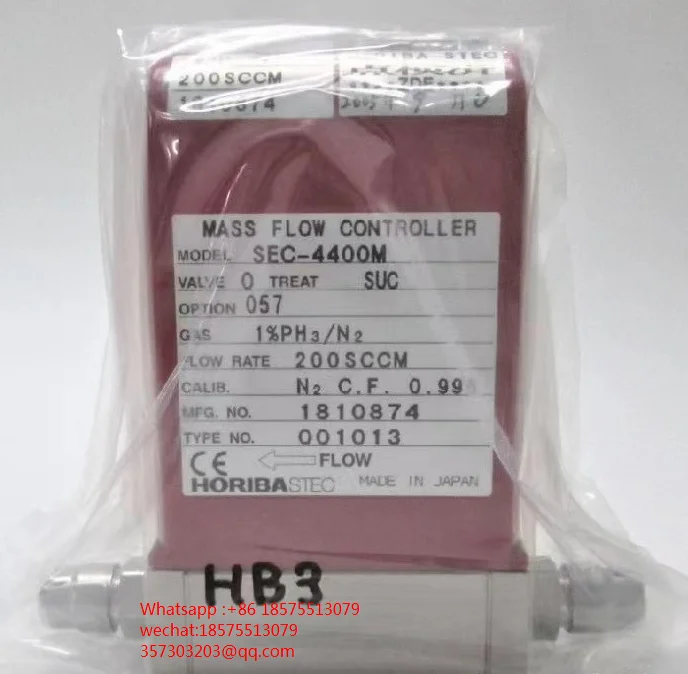 200SCCM
STEC
MASS FLOW CONTROLLER
MODEL SEC-4400M
VALVE O TREAT SUC
OPTION 057
GAS 1%PH₃/N₂
FLOW RATE 200SCCM
CALIB. N₂ C.F. 0.99
MFG. NO. 1810874
TYPE NO. 001013
CE FLOW
HORIBASTEC MADE IN JAPAN
HB3
Whatsapp :+86 18575513079
wechat:18575513079
357303203@qq.com